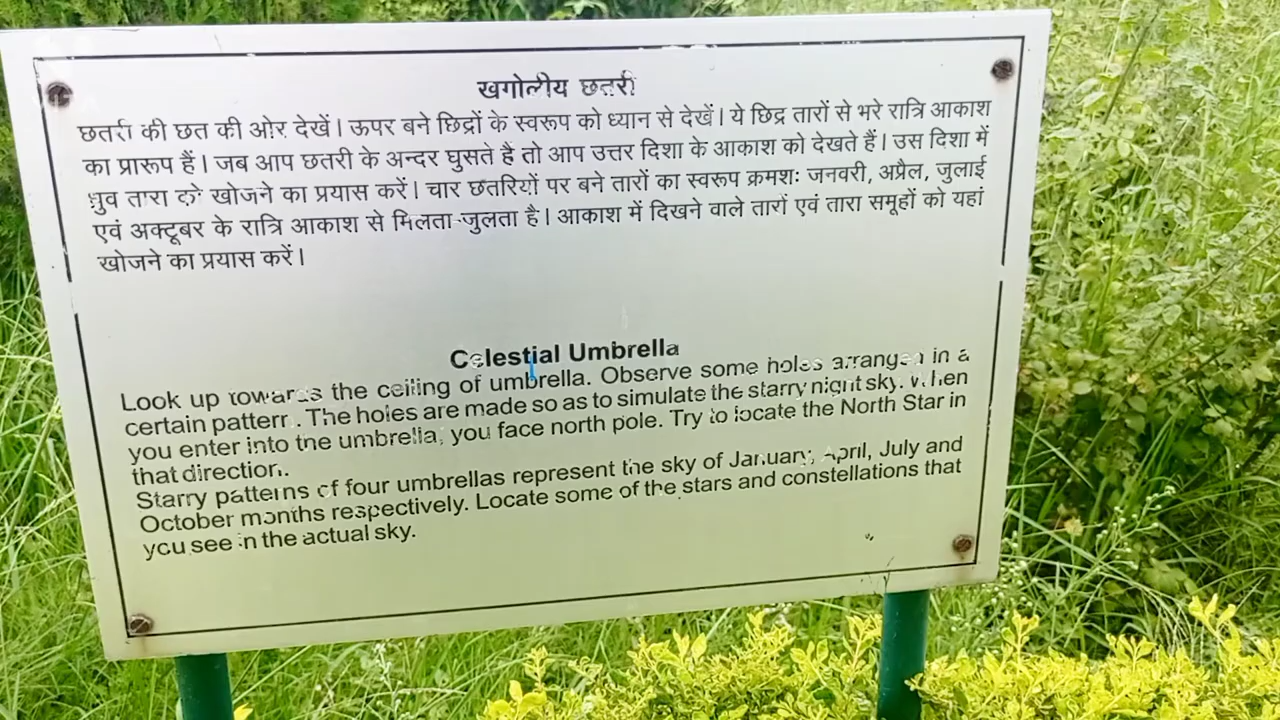 खगोलीय छतरी
छतरी की छत की ओर देखें। ऊपर बने छिद्रों के स्वरूप को ध्यान से देखें। ये छिद्र तारों से भरे रात्रि आकाश
का प्रारूप हैं। जब आप छतरी के अन्दर घुसते हैं तो आप उत्तर दिशा के आकाश को देखते हैं। उस दिशा में
ध्रुव तारा को खोजने का प्रयास करें। चार छतरियों पर बने तारों का स्वरूप क्रमशः जनवरी, अप्रैल, जुलाई
एवं अक्टूबर के रात्रि आकाश से मिलता-जुलता है। आकाश में दिखने वाले तारों एवं तारा समूहों को यहां
खोजने का प्रयास करें।
Celestial Umbrella
Look up towards the ceiling of umbrella. Observe some holes arranged in a
certain pattern. The holes are made so as to simulate the starry night sky. When
you enter into the umbrella, you face north pole. Try to locate the North Star in
that direction.
Starry patterns of four umbrellas represent the sky of January, April, July and
October months respectively. Locate some of the stars and constellations that
you see in the actual sky.